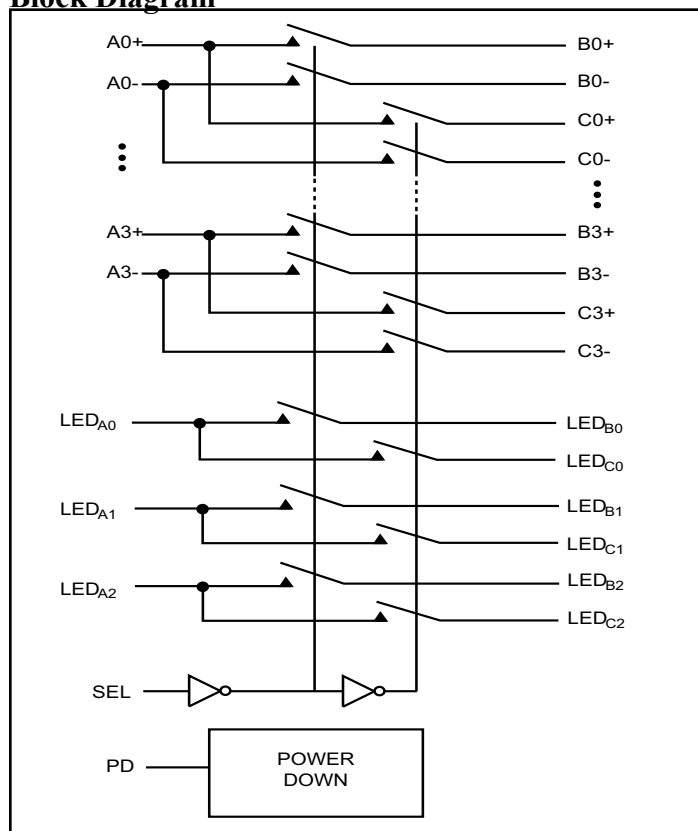 Block Diagram
A0+ B0+
A0- B0-
C0+
C0-
A3+ B3+
A3- B3-
C3+
C3-
LEDA0 LEDB0
LEDC0
LEDA1 LEDB1
LEDC1
LEDA2 LEDB2
LEDC2
SEL
PD POWER
DOWN